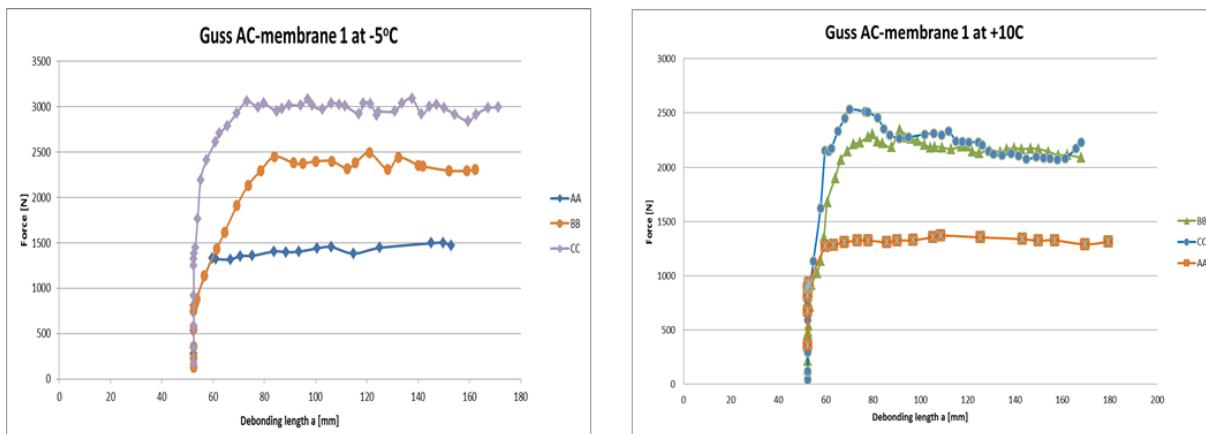 Guss AC-membrane 1 at -5°C
3500
3000
2500
2000
1500
1000
500
0
Force [N]
0 20 40 60 80 100 120 140 160 180
Debonding length a [mm]
AA
BB
CC
Guss AC-membrane 1 at +10C
3000
2500
2000
1500
1000
500
0
Force [N]
0 20 40 60 80 100 120 140 160 180 200
Debonding length a [mm]
BB
CC
AA